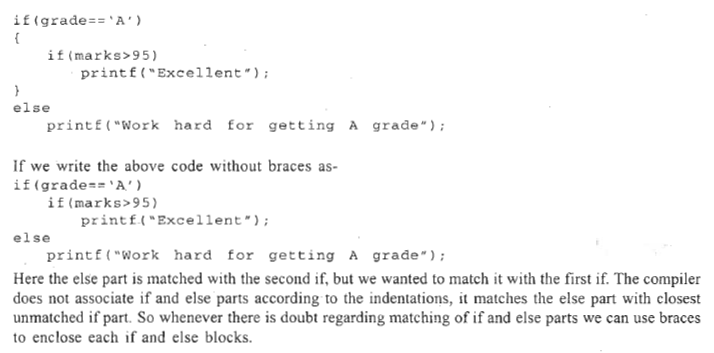 if(grade=='A')
{
if(marks>95)
printf("Excellent");
}
else
printf("Work hard for getting A grade");
If we write the above code without braces as-
if(grade=='A')
if(marks>95)
printf("Excellent");
else
printf("Work hard for getting A grade");
Here the else part is matched with the second if, but we wanted to match it with the first if. The compiler
does not associate if and else parts according to the indentations, it matches the else part with closest
unmatched if part. So whenever there is doubt regarding matching of if and else parts we can use braces
to enclose each if and else blocks.